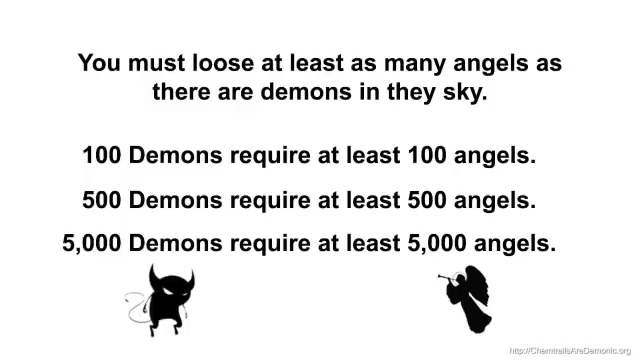 You must loose at least as many angels as
there are demons in they sky.
100 Demons require at least 100 angels.
500 Demons require at least 500 angels.
5,000 Demons require at least 5,000 angels.
http://ChemtrailsAreDemonic.org